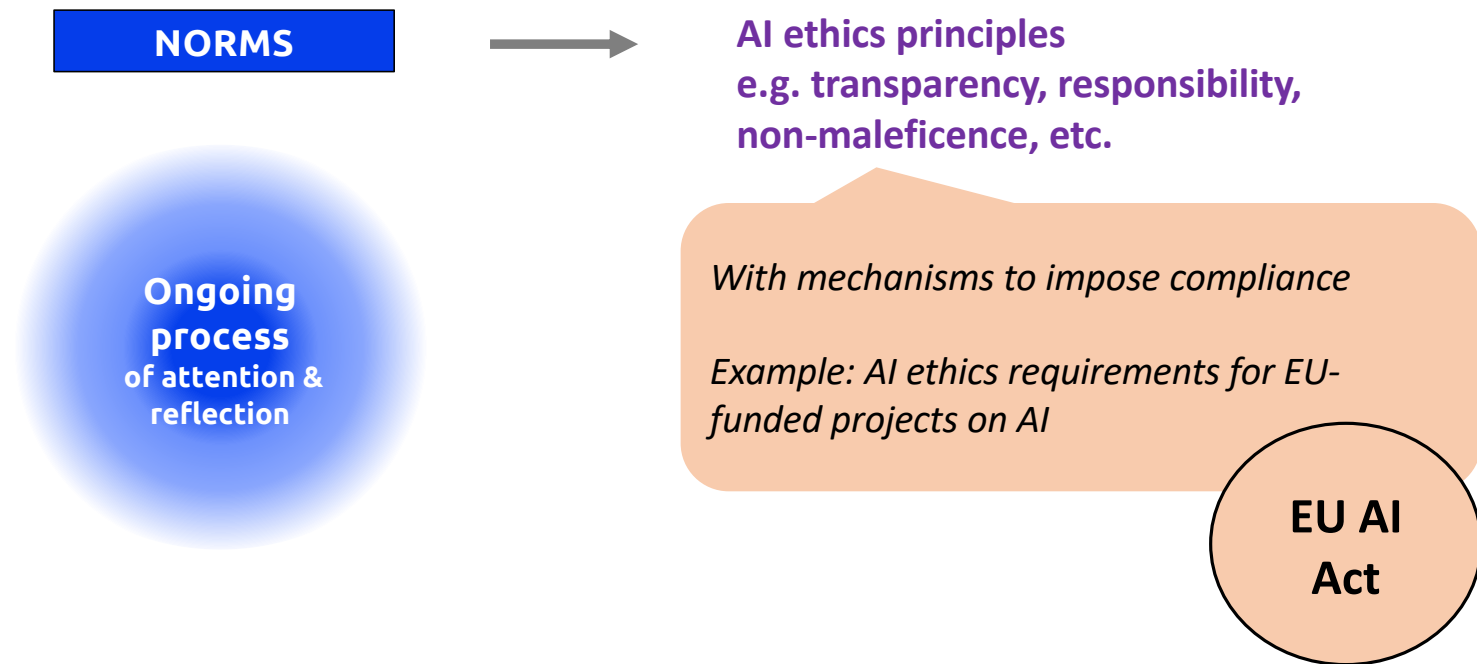 NORMS
AI ethics principles
e.g. transparency, responsibility,
non-maleficence, etc.
Ongoing
process
of attention &
reflection
With mechanisms to impose compliance
Example: AI ethics requirements for EU-
funded projects on AI
EU AI
Act